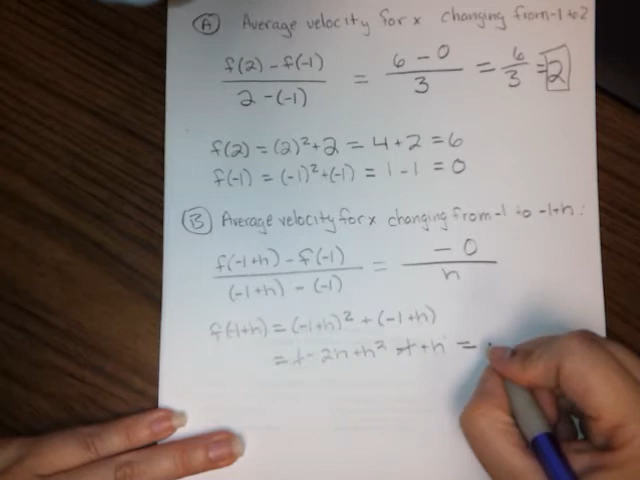 (A) Average velocity for x changing from -1 to 2
f(2) - f(-1) / 2 - (-1) = 6 - 0 / 3 = 6/3 = 2
f(2) = (2)² + 2 = 4 + 2 = 6
f(-1) = (-1)² + (-1) = 1 - 1 = 0
(B) Average velocity for x changing from -1 to -1+h:
f(-1+h) - f(-1) / (-1+h) - (-1) = - 0 / h
f(-1+h) = (-1+h)² + (-1+h)
= 1 - 2h + h² - 1 + h =